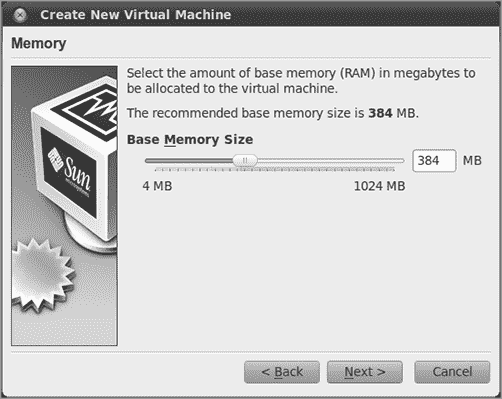 Create New Virtual Machine
Memory
Select the amount of base memory (RAM) in megabytes to
be allocated to the virtual machine.
The recommended base memory size is 384 MB.
Base Memory Size
384 MB
4 MB 1024 MB
Sun
microsystems
< Back Next > Cancel